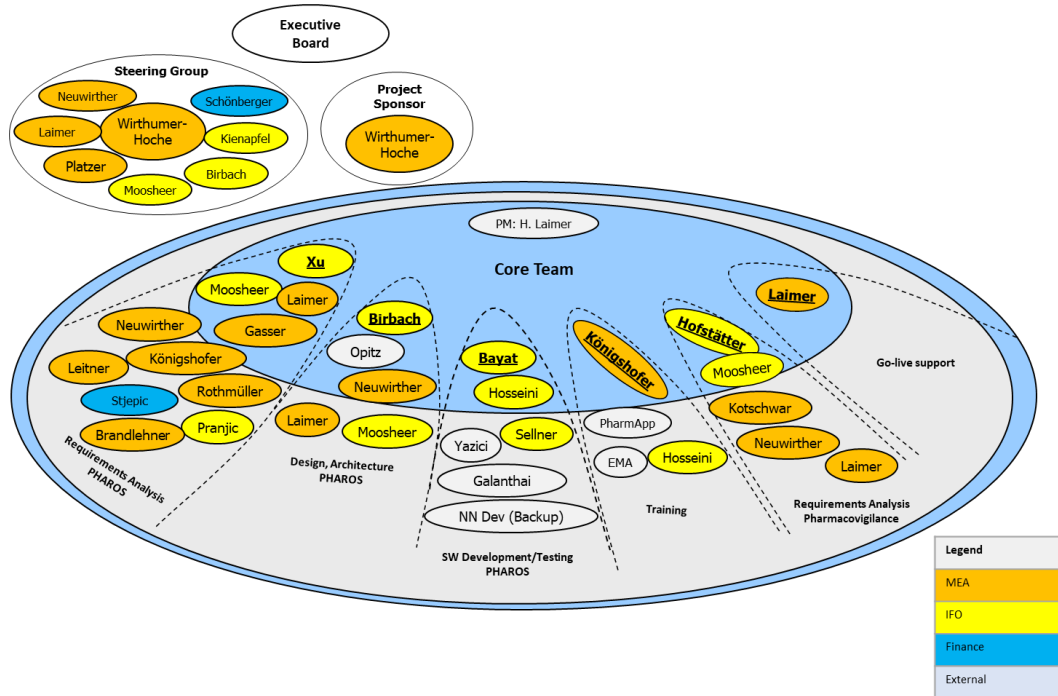 Executive
Board
Steering Group
Neuwirther
Schönberger
Wirthumer-
Hoche
Laimer
Kienapfel
Platzer
Birbach
Moosheer
Project
Sponsor
Wirthumer-
Hoche
PM: H. Laimer
Core Team
Xu
Moosheer
Laimer
Neuwirther
Gasser
Königshofer
Leitner
Rothmüller
Stjepic
Pranjic
Brandlehner
Requirements Analysis
PHAROS
Birbach
Opitz
Neuwirther
Laimer
Moosheer
Design, Architecture
PHAROS
Bayat
Hosseini
Sellner
Yazici
Galanthai
NN Dev (Backup)
SW Development/Testing
PHAROS
Königshofer
PharmApp
EMA
Hosseini
Training
Hofstätter
Moosheer
Kotschwar
Neuwirther
Laimer
Requirements Analysis
Pharmacovigilance
Laimer
Go-live support
Legend
MEA
IFO
Finance
External